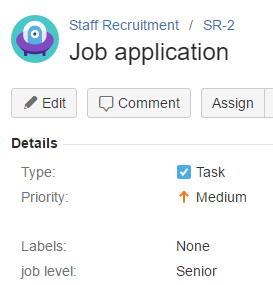 Staff Recruitment / SR-2
Job application
Edit Comment Assign
Details
Type: Task
Priority: Medium
Labels: None
job level: Senior